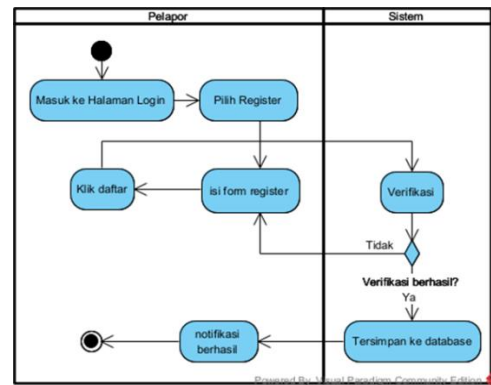 Pelapor
Sistem
Masuk ke Halaman Login
Pilih Register
Klik daftar
isi form register
Verifikasi
Tidak
Verifikasi berhasil?
Ya
notifikasi
berhasil
Tersimpan ke database
Powered By Visual Paradigm Community Edition